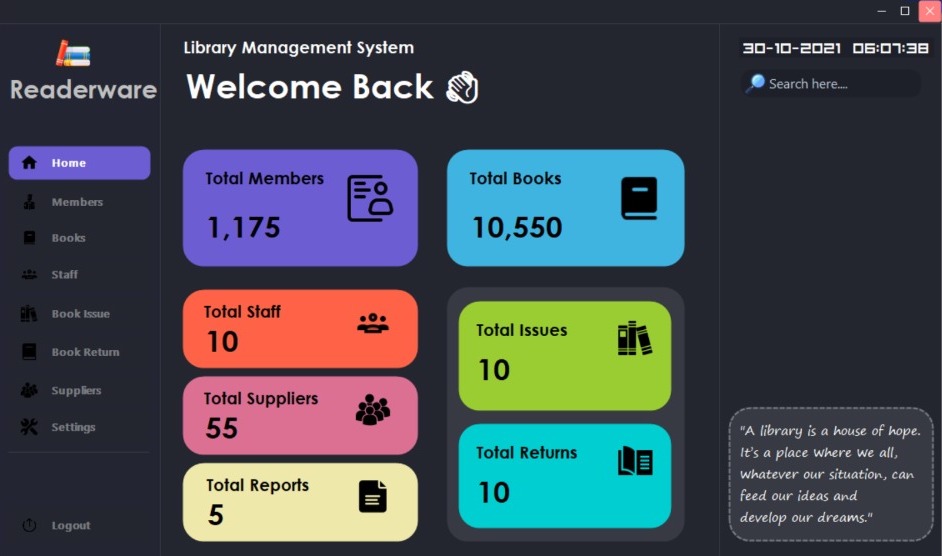 Readerware
Home
Members
Books
Staff
Book Issue
Book Return
Suppliers
Settings
Logout
Library Management System
Welcome Back
Total Members
1,175
Total Books
10,550
Total Staff
10
Total Suppliers
55
Total Reports
5
Total Issues
10
Total Returns
10
30-10-2021 06:07:38
Search here....
"A library is a house of hope.
It's a place where we all,
whatever our situation, can
feed our ideas and
develop our dreams."